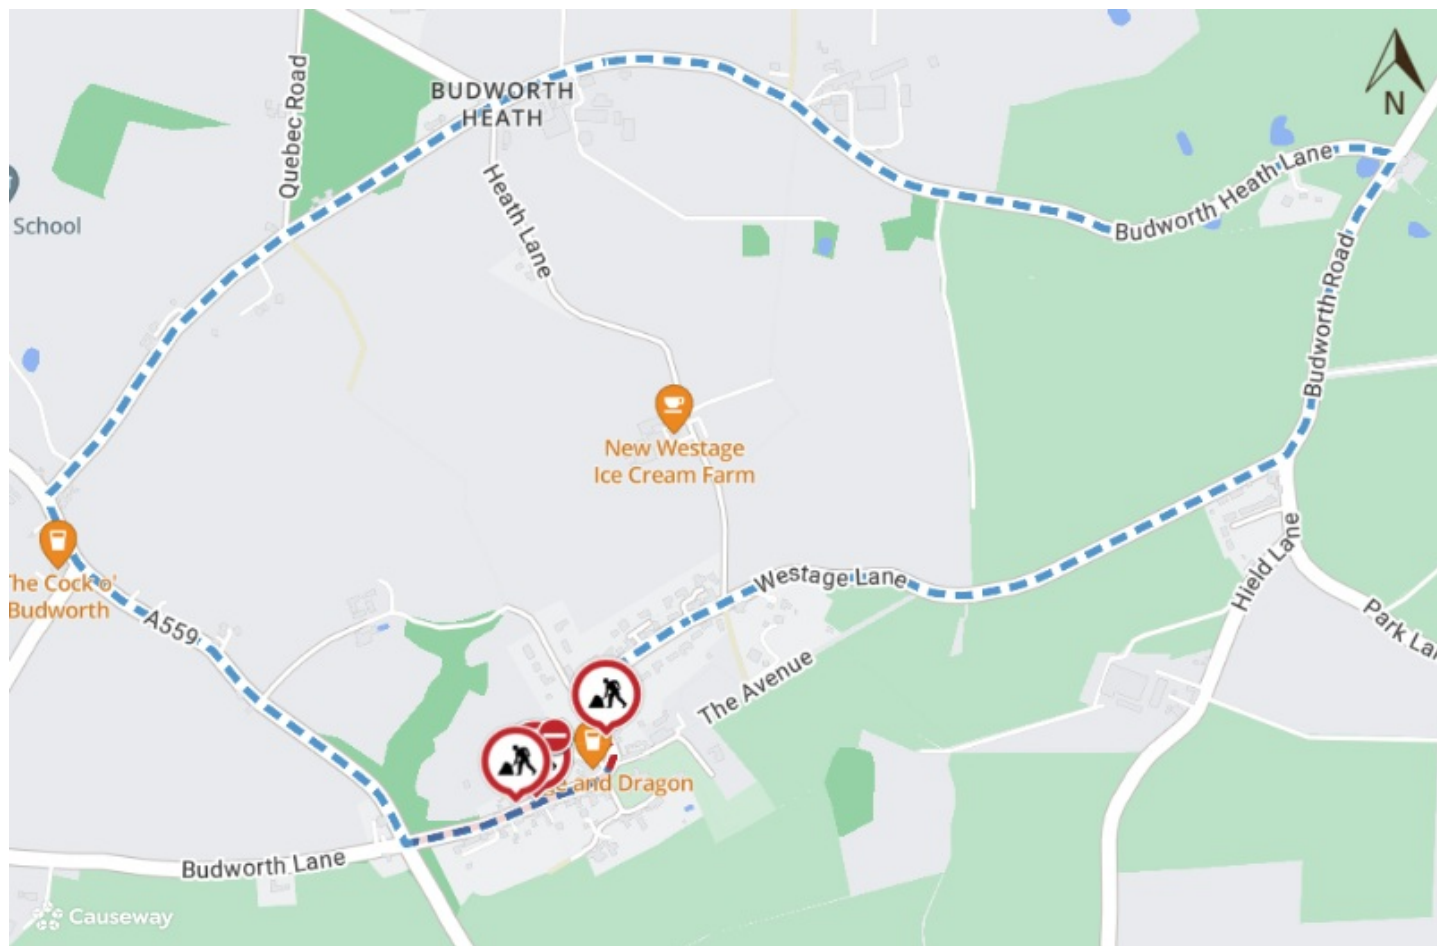 BUDWORTH
HEATH
N
Quebec Road
School
Heath Lane
Budworth Heath Lane
Budworth Road
New Westage
Ice Cream Farm
The Cock o'
Budworth
A559
Westage Lane
Hield Lane
Park La
The Avenue
and Dragon
Budworth Lane
Causeway